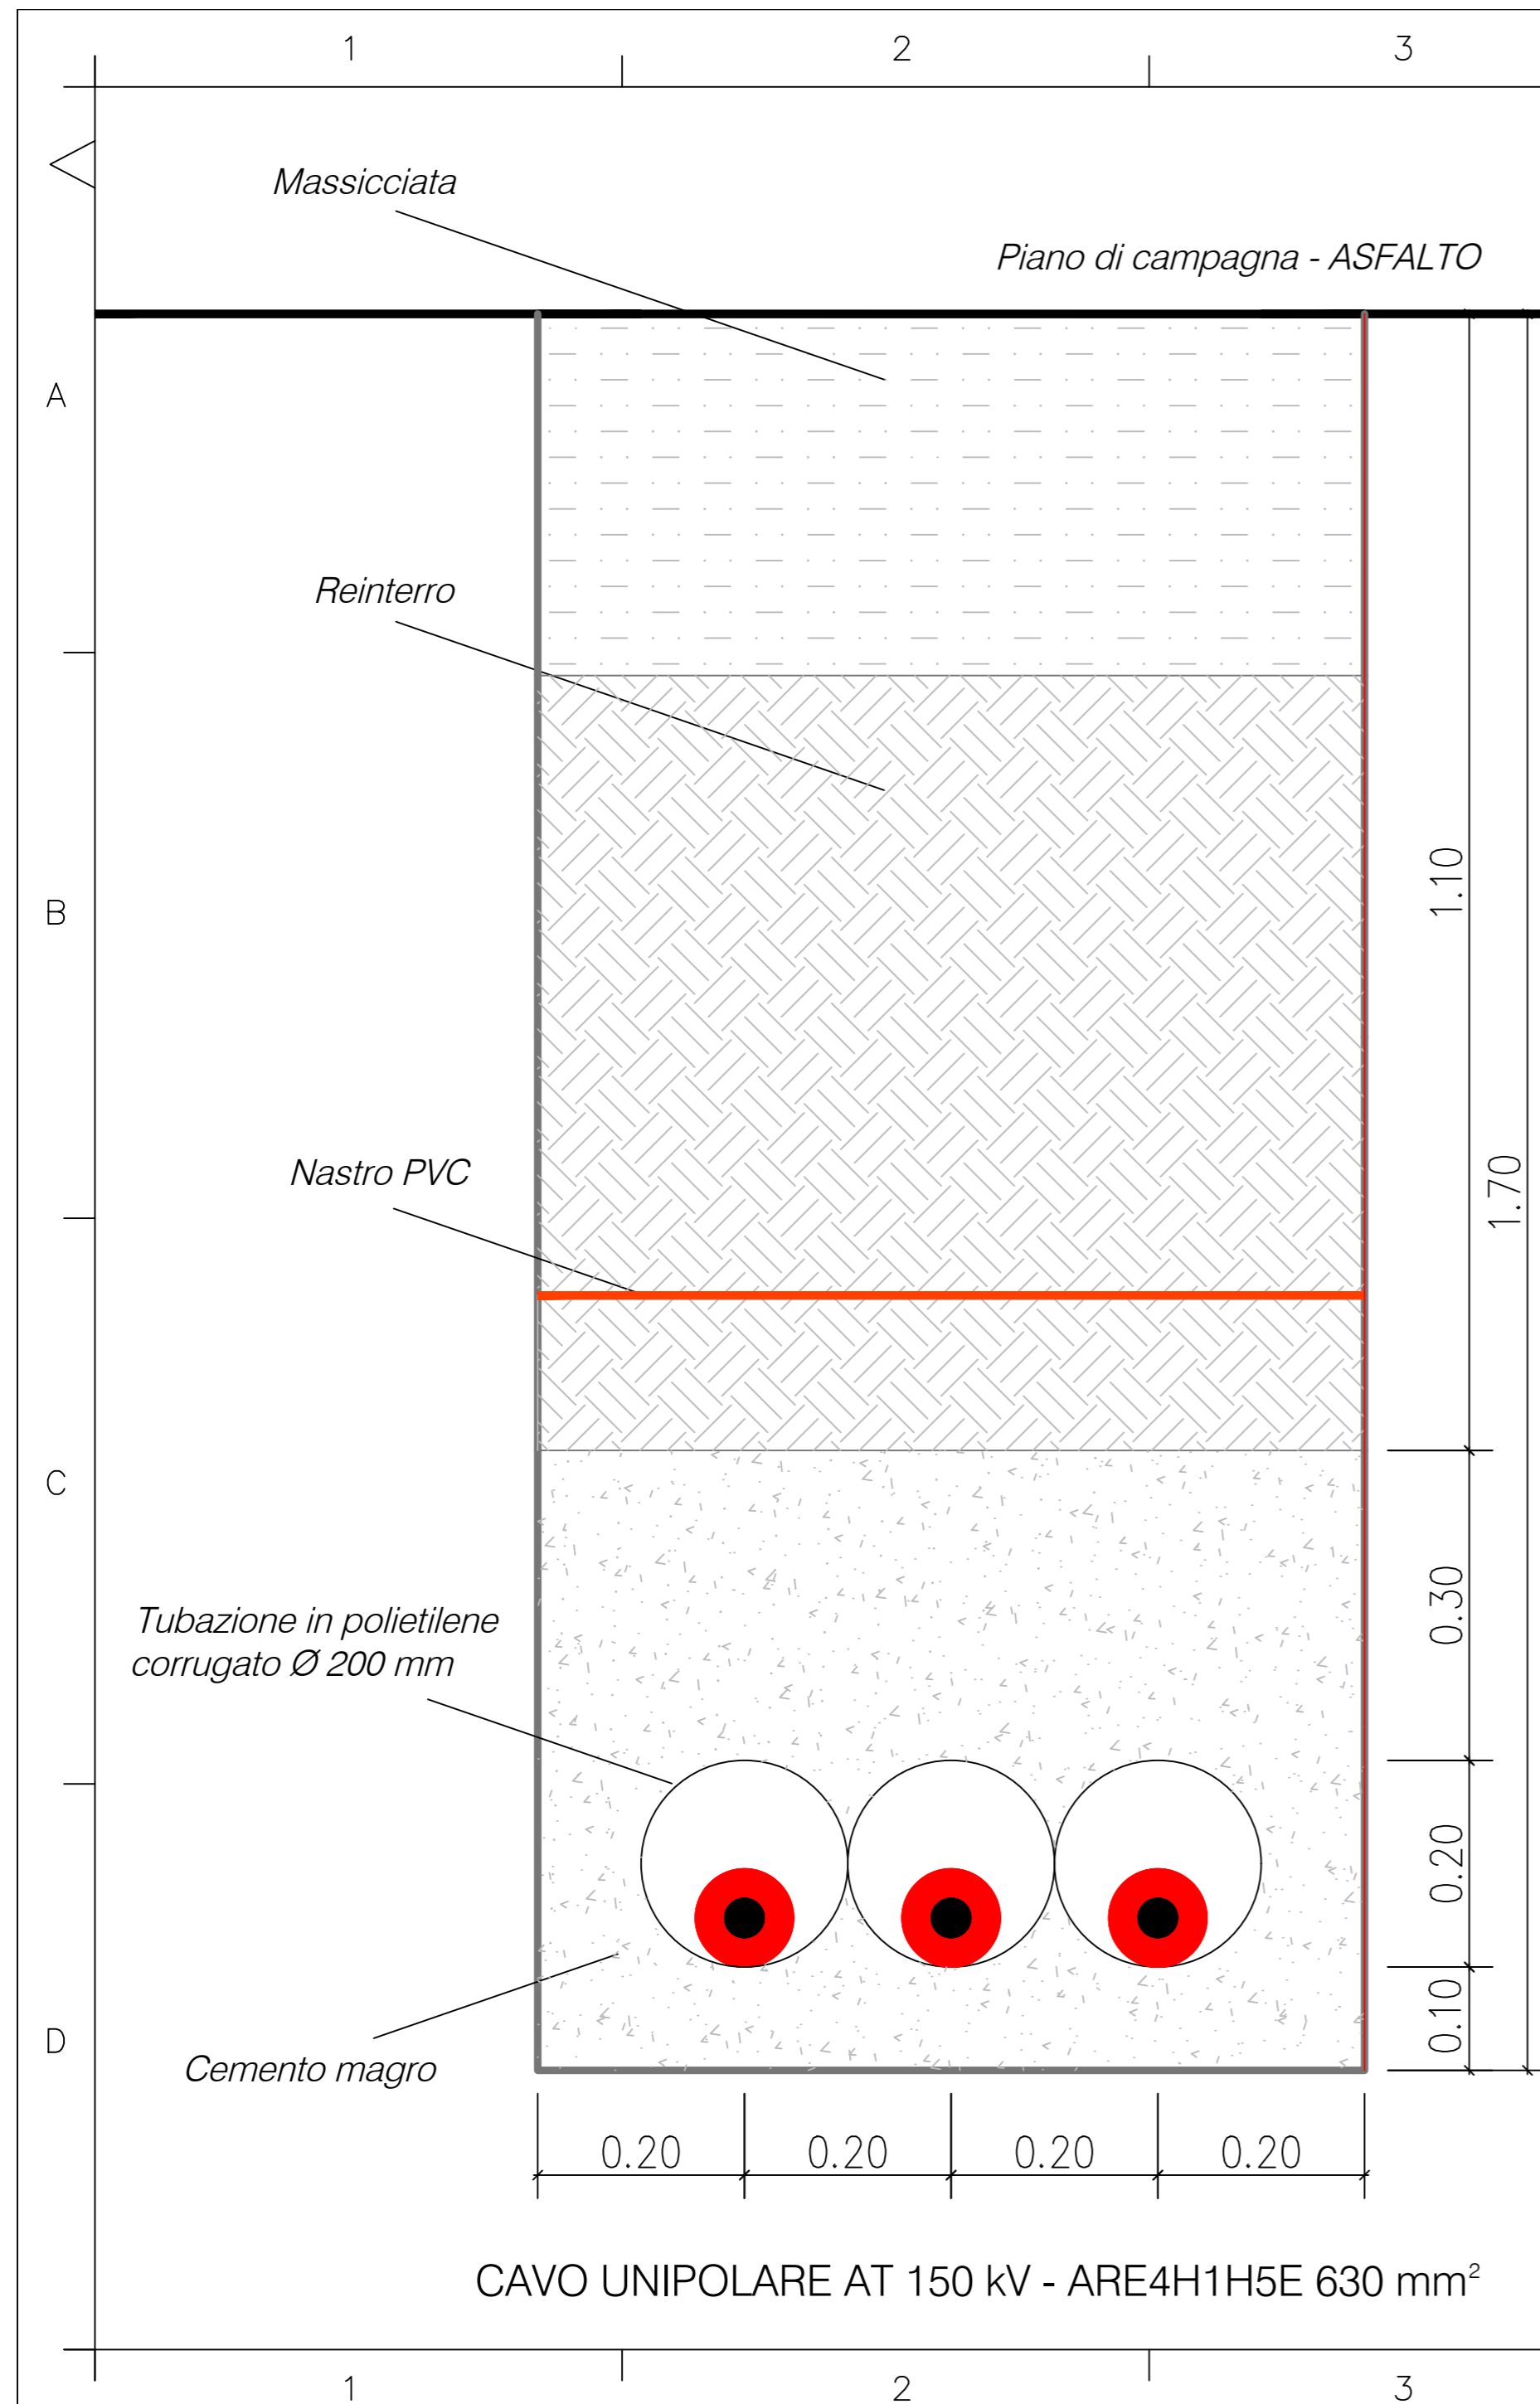 1 2 3
Massicciata
Piano di campagna - ASFALTO
A
Reinterro
1.10
B
Nastro PVC
1.70
C
0.30
Tubazione in polietilene
corrugato Ø 200 mm
0.20
0.10
D
Cemento magro
0.20 0.20 0.20 0.20
CAVO UNIPOLARE AT 150 kV - ARE4H1H5E 630 mm²
1 2 3